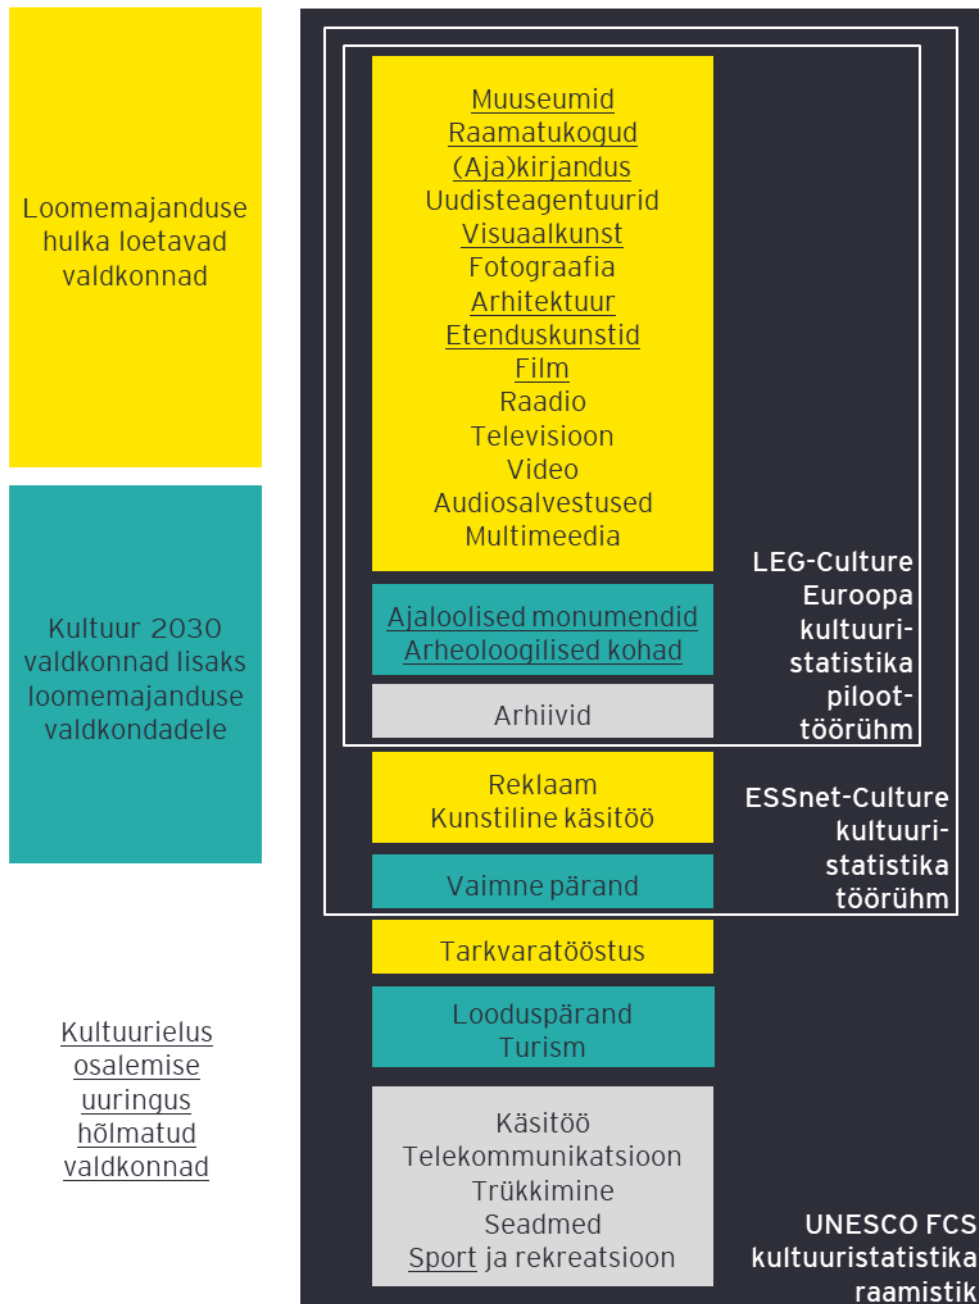 Loomemajanduse
hulka loetavad
valdkonnad
Kultuur 2030
valdkonnad lisaks
loomemajanduse
valdkondadele
Kultuurielus
osalemise
uuringus
hõlmatud
valdkonnad
Muuseumid
Raamatukogud
(Aja)kirjandus
Uudisteagentuurid
Visuaalkunst
Fotograafia
Arhitektuur
Etenduskunstid
Film
Raadio
Televisioon
Video
Audiosalvestused
Multimeedia
Ajaloolised monumendid
Arheoloogilised kohad
Arhiivid
LEG-Culture
Euroopa
kultuuri-
statistika
piloot-
töörühm
Reklaam
Kunstiline käsitöö
Vaimne pärand
ESSnet-Culture
kultuuri-
statistika
töörühm
Tarkvaratööstus
Looduspärand
Turism
Käsitöö
Telekommunikatsioon
Trükkimine
Seadmed
Sport ja rekreatsioon
UNESCO FCS
kultuuristatistika
raamistik